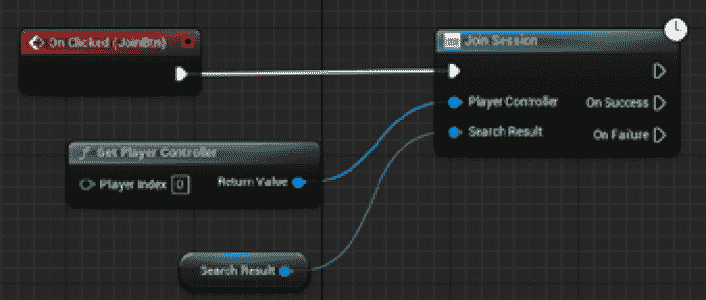 On Clicked (JoinBtn)
Join Session
Player Controller
On Success
Search Result
On Failure
Get Player Controller
Player Index 0
Return Value
Search Result